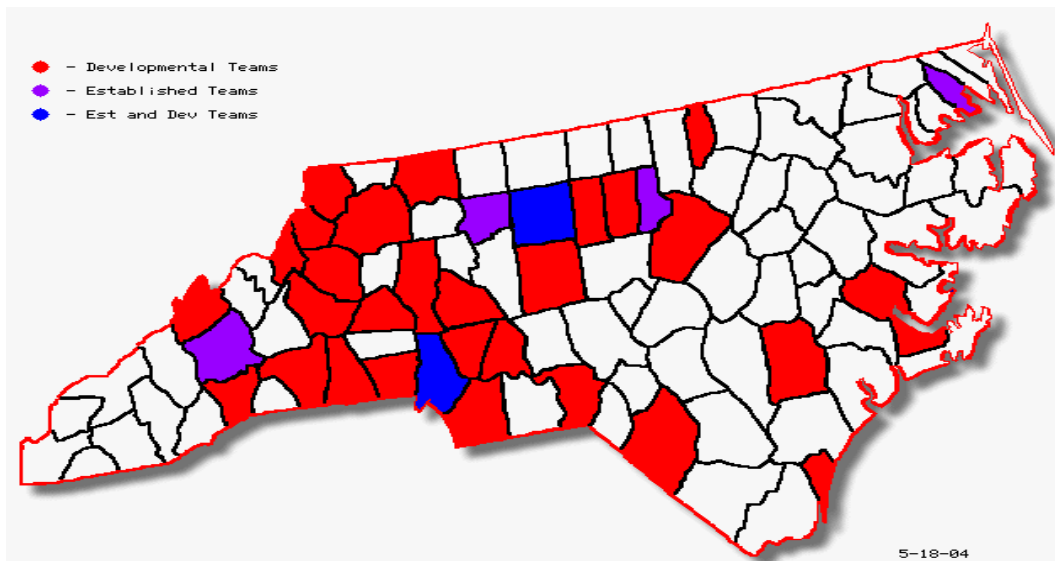 - Developmental Teams
- Established Teams
- Est and Dev Teams
5-18-04